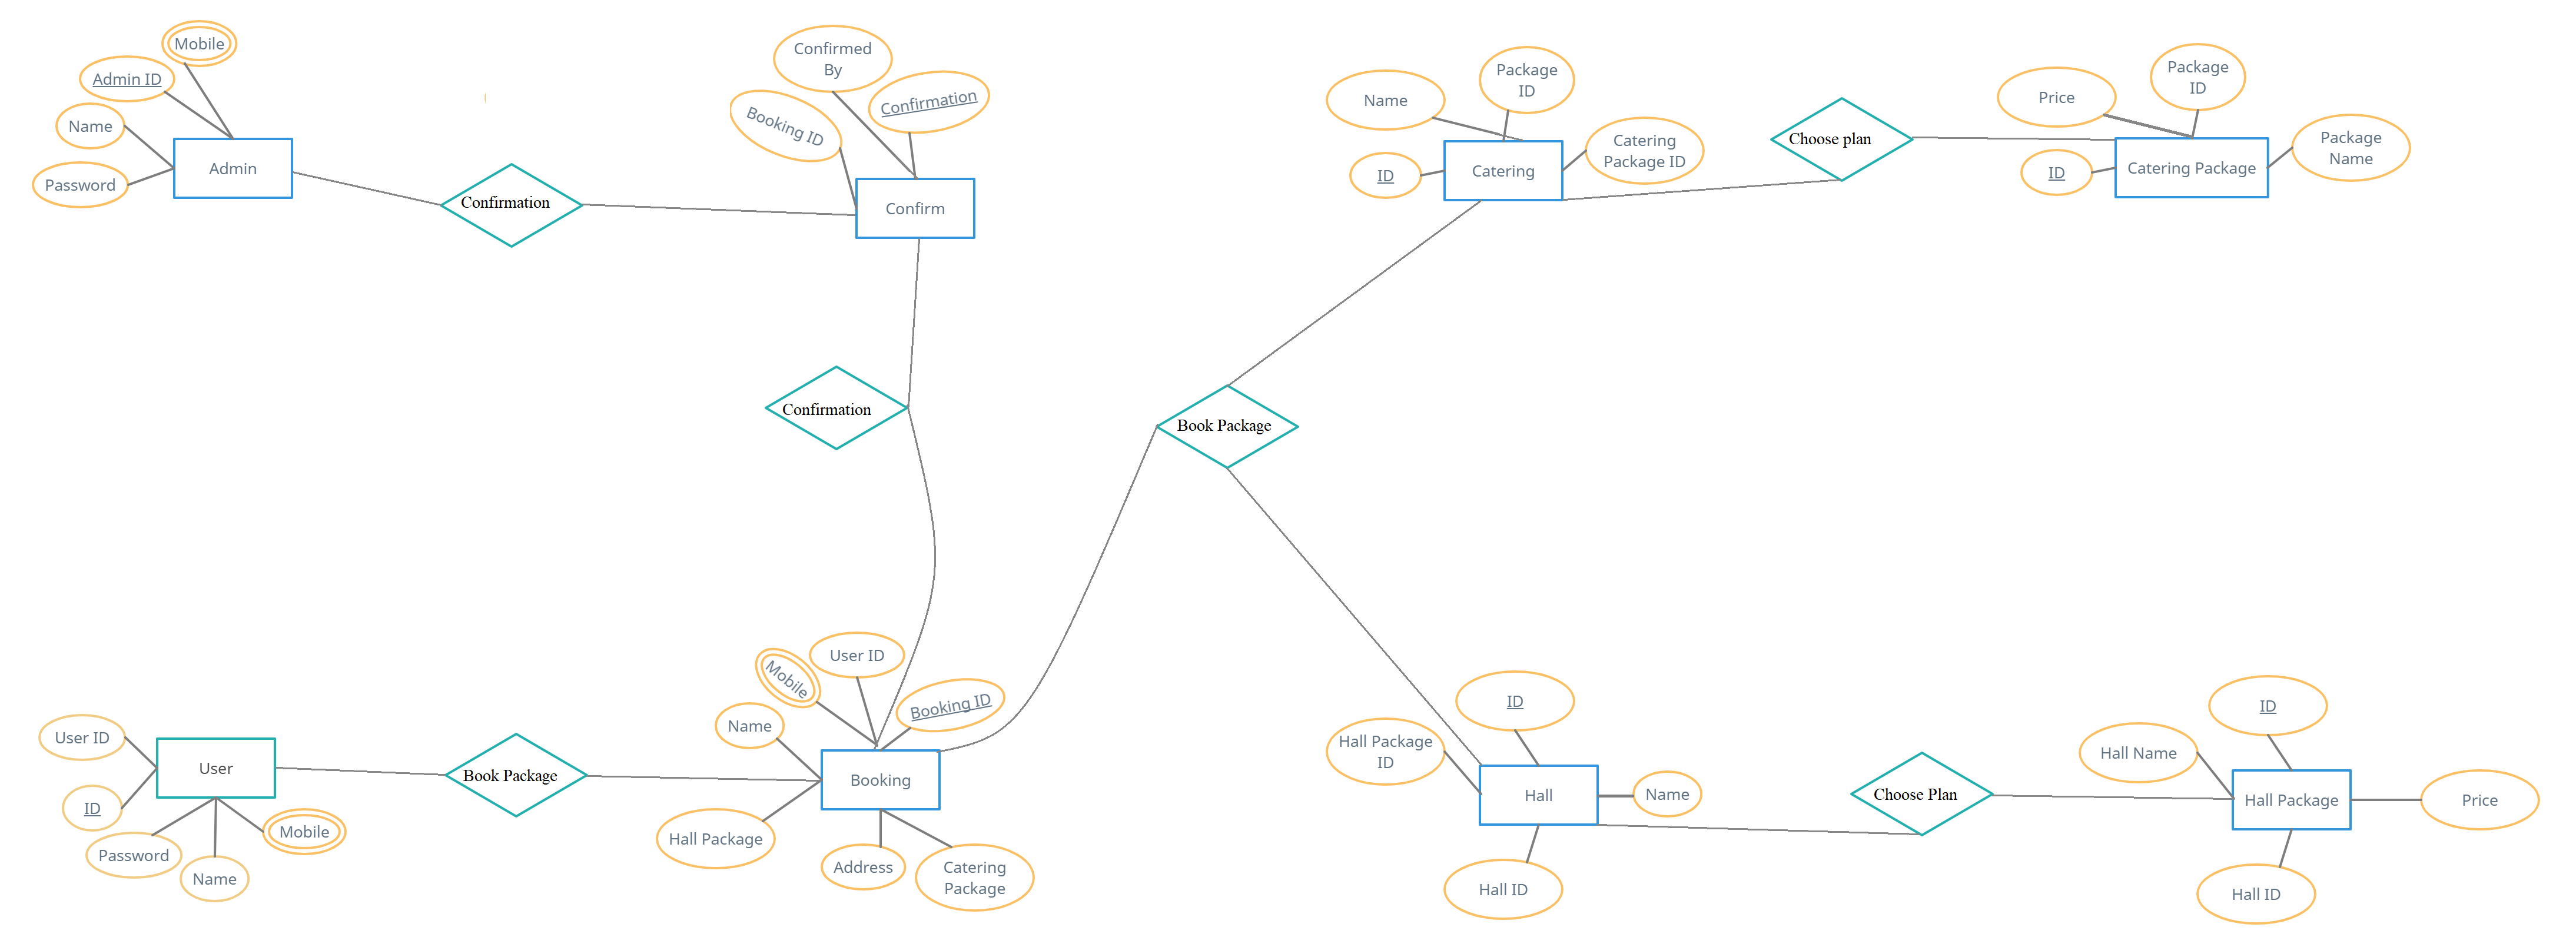 Mobile
Admin ID
Name
Password
Admin
Confirmation
Confirmed
By
Confirmation
Booking ID
Confirm
Confirmation
Name
Package
ID
Catering
Package ID
ID
Catering
Choose plan
Price
Package
ID
Package
Name
ID
Catering Package
Book Package
User ID
ID
Password
Name
Mobile
User
Book Package
User ID
Mobile
Booking ID
Name
Booking
Hall Package
Address
Catering
Package
ID
Hall Package
ID
Hall
Name
Hall ID
Choose Plan
ID
Hall Name
Hall Package
Price
Hall ID